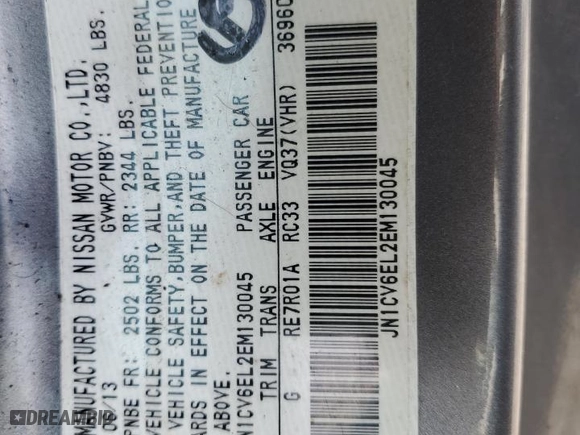 MANUFACTURED BY NISSAN MOTOR CO.,LTD.
/13 GVWR/PNBV: 4830 LBS.
PNBE FR: 2502 LBS. RR: 2344 LBS.
VEHICLE CONFORMS TO ALL APPLICABLE FEDERAL
VEHICLE SAFETY,BUMPER,AND THEFT PREVENTION
ARDS IN EFFECT ON THE DATE OF MANUFACTURE
ABOVE.
N1CV6EL2EM130045 PASSENGER CAR
TRIM TRANS AXLE ENGINE
G RE7R01A RC33 VQ37(VHR) 3696C
JN1CV6EL2EM130045
DREAMBID